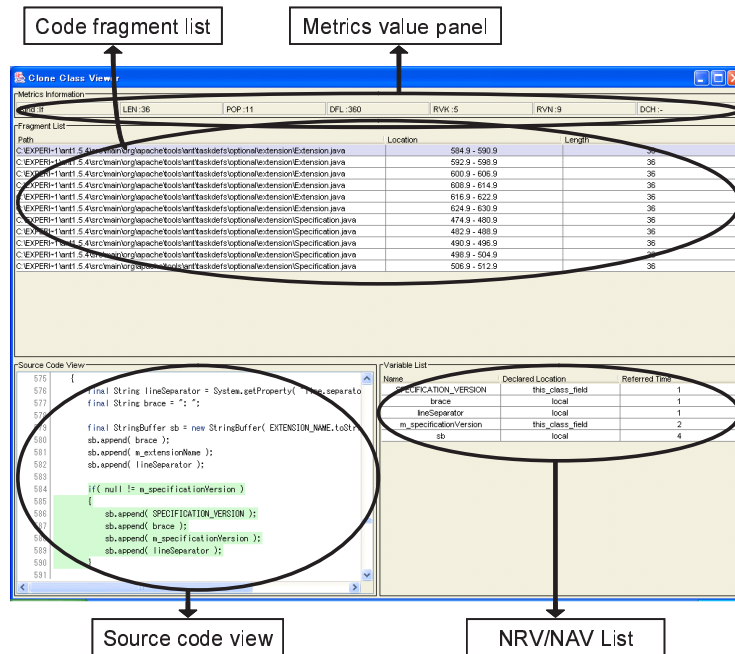 Code fragment list
Metrics value panel
Clone Class Viewer
Metrics Information
LEN :36 POP :11 DFL :360 RVK :5 RVN :9 DCH :-
Fragment List
Path Location Length
C:\EXPERI~1\ant1.5.4\src\main\org\apache\tools\ant\taskdefs\optional\extension\Extension.java 584.9 - 590.9 36
C:\EXPERI~1\ant1.5.4\src\main\org\apache\tools\ant\taskdefs\optional\extension\Extension.java 592.9 - 598.9 36
C:\EXPERI~1\ant1.5.4\src\main\org\apache\tools\ant\taskdefs\optional\extension\Extension.java 600.9 - 606.9 36
C:\EXPERI~1\ant1.5.4\src\main\org\apache\tools\ant\taskdefs\optional\extension\Extension.java 608.9 - 614.9 36
C:\EXPERI~1\ant1.5.4\src\main\org\apache\tools\ant\taskdefs\optional\extension\Extension.java 616.9 - 622.9 36
C:\EXPERI~1\ant1.5.4\src\main\org\apache\tools\ant\taskdefs\optional\extension\Extension.java 624.9 - 630.9 36
C:\EXPERI~1\ant1.5.4\src\main\org\apache\tools\ant\taskdefs\optional\extension\Specification.java 474.9 - 480.9 36
C:\EXPERI~1\ant1.5.4\src\main\org\apache\tools\ant\taskdefs\optional\extension\Specification.java 482.9 - 488.9 36
C:\EXPERI~1\ant1.5.4\src\main\org\apache\tools\ant\taskdefs\optional\extension\Specification.java 490.9 - 496.9 36
C:\EXPERI~1\ant1.5.4\src\main\org\apache\tools\ant\taskdefs\optional\extension\Specification.java 498.9 - 504.9 36
C:\EXPERI~1\ant1.5.4\src\main\org\apache\tools\ant\taskdefs\optional\extension\Specification.java 506.9 - 512.9 36
Source Code View
575 {
576 final String lineSeparator = System.getProperty( "line.separato
577 final String brace = ": ";
578
579 final StringBuffer sb = new StringBuffer( EXTENSION_NAME.toStr
580 sb.append( brace );
581 sb.append( m_extensionName );
582 sb.append( lineSeparator );
583
584 if( null != m_specificationVersion )
585 {
586 sb.append( SPECIFICATION_VERSION );
587 sb.append( brace );
588 sb.append( m_specificationVersion );
589 sb.append( lineSeparator );
590 }
591
Variable List
Name Declared Location Referred Time
SPECIFICATION_VERSION this_class_field 1
brace local 1
lineSeparator local 1
m_specificationVersion this_class_field 2
sb local 4
Source code view
NRV/NAV List